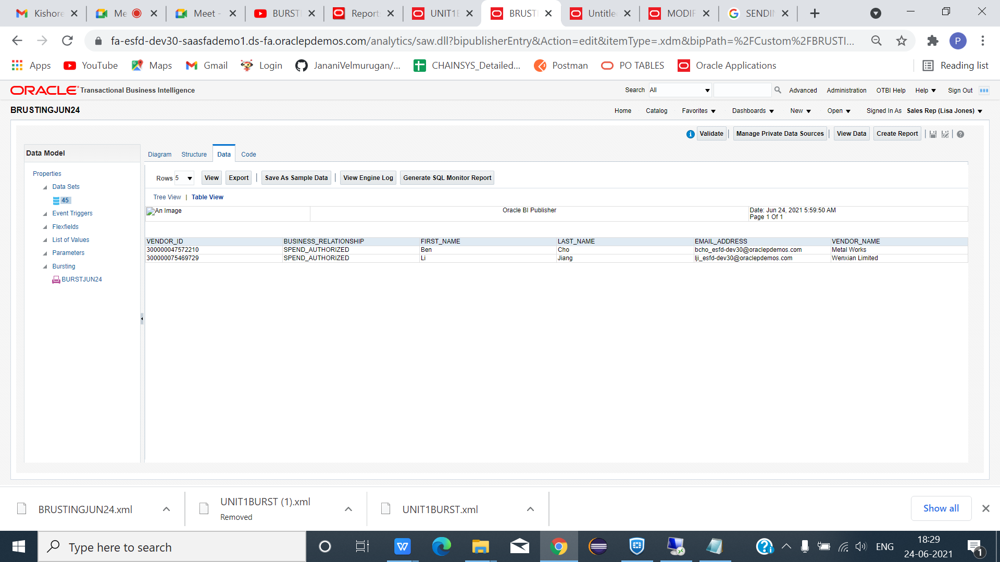 Kishore
Me
Meet -
BURSTI
Report
UNIT1B
BRUSTI
Untitle
MODIF
SENDIN
fa-esfd-dev30-saasfademo1.ds-fa.oraclepdemos.com/analytics/saw.dll?bipublisherEntry&Action=edit&itemType=.xdm&bipPath=%2FCustom%2FBRUSTI...
P
Apps
YouTube
Maps
Gmail
Login
JananiVelmurugan/...
CHAINSYS_Detailed...
Postman
PO TABLES
Oracle Applications
Reading list
ORACLE Transactional Business Intelligence
Search All
Advanced
Administration
OTBI Help
Help
Sign Out
BRUSTINGJUN24
Home
Catalog
Favorites
Dashboards
New
Open
Signed In As Sales Rep (Lisa Jones)
Validate
Manage Private Data Sources
View Data
Create Report
Data Model
Diagram
Structure
Data
Code
Properties
Data Sets
45
Event Triggers
Flexfields
List of Values
Parameters
Bursting
BURSTJUN24
Rows 5
View
Export
Save As Sample Data
View Engine Log
Generate SQL Monitor Report
Tree View | Table View
An Image
Oracle BI Publisher
Date: Jun 24, 2021 5:59:50 AM
Page 1 Of 1
VENDOR_ID BUSINESS_RELATIONSHIP FIRST_NAME LAST_NAME EMAIL_ADDRESS VENDOR_NAME
300000047572210 SPEND_AUTHORIZED Ben Cho bcho_esfd-dev30@oraclepdemos.com Metal Works
300000075469729 SPEND_AUTHORIZED Li Jiang lji_esfd-dev30@oraclepdemos.com Wenxian Limited
BRUSTINGJUN24.xml
UNIT1BURST (1).xml
Removed
UNIT1BURST.xml
Show all
Type here to search
ENG
18:29
24-06-2021
1